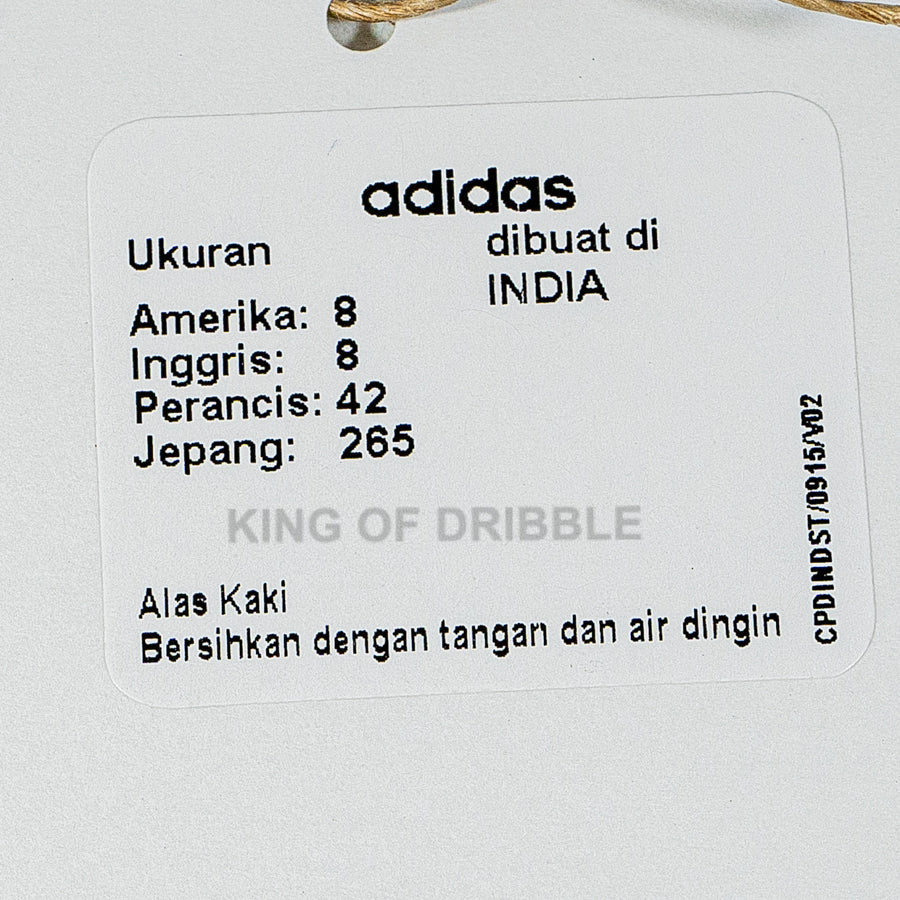 adidas
Ukuran
dibuat di
INDIA
Amerika: 8
Inggris: 8
Perancis: 42
Jepang: 265
KING OF DRIBBLE
Alas Kaki
Bersihkan dengan tangan dan air dingin
CPDINDST/0915/V02